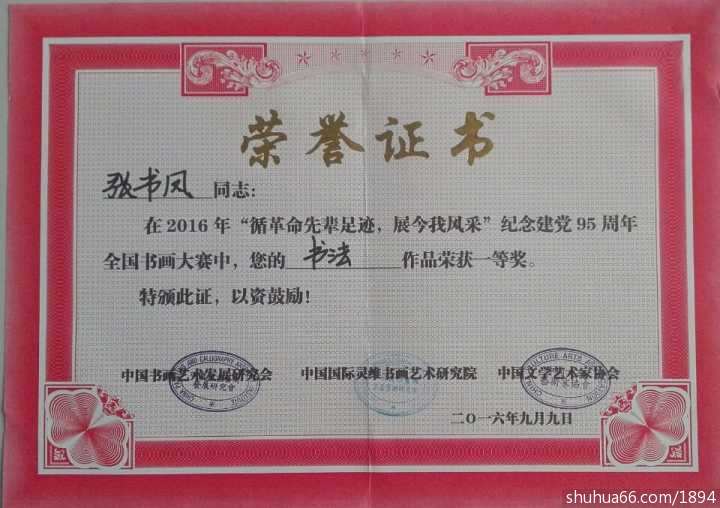 荣誉证书
张书凤 同志：
在2016年“循革命先辈足迹，展今我风采”纪念建党95周年
全国书画大赛中，您的 书法 作品荣获一等奖。
特颁此证，以资鼓励！
中国书画艺术发展研究会 中国国际灵维书画艺术研究院 中国文学艺术家协会
二〇一六年九月九日
shuhua66.com/1894